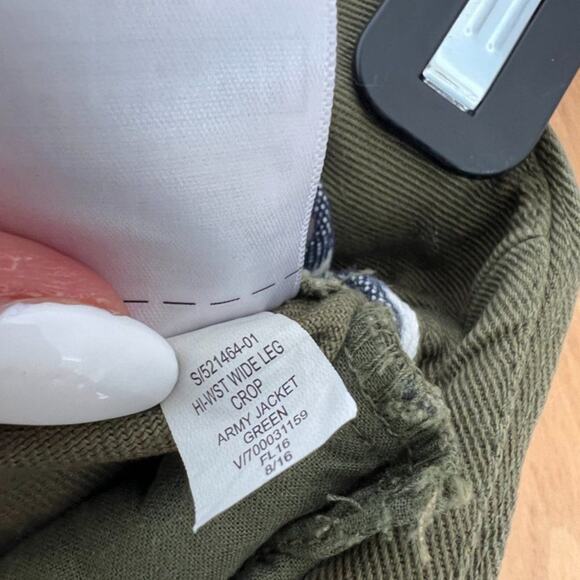 S/521464-01
HI-WST WIDE LEG
CROP
ARMY JACKET
GREEN
V/700031159
FL16
8/16